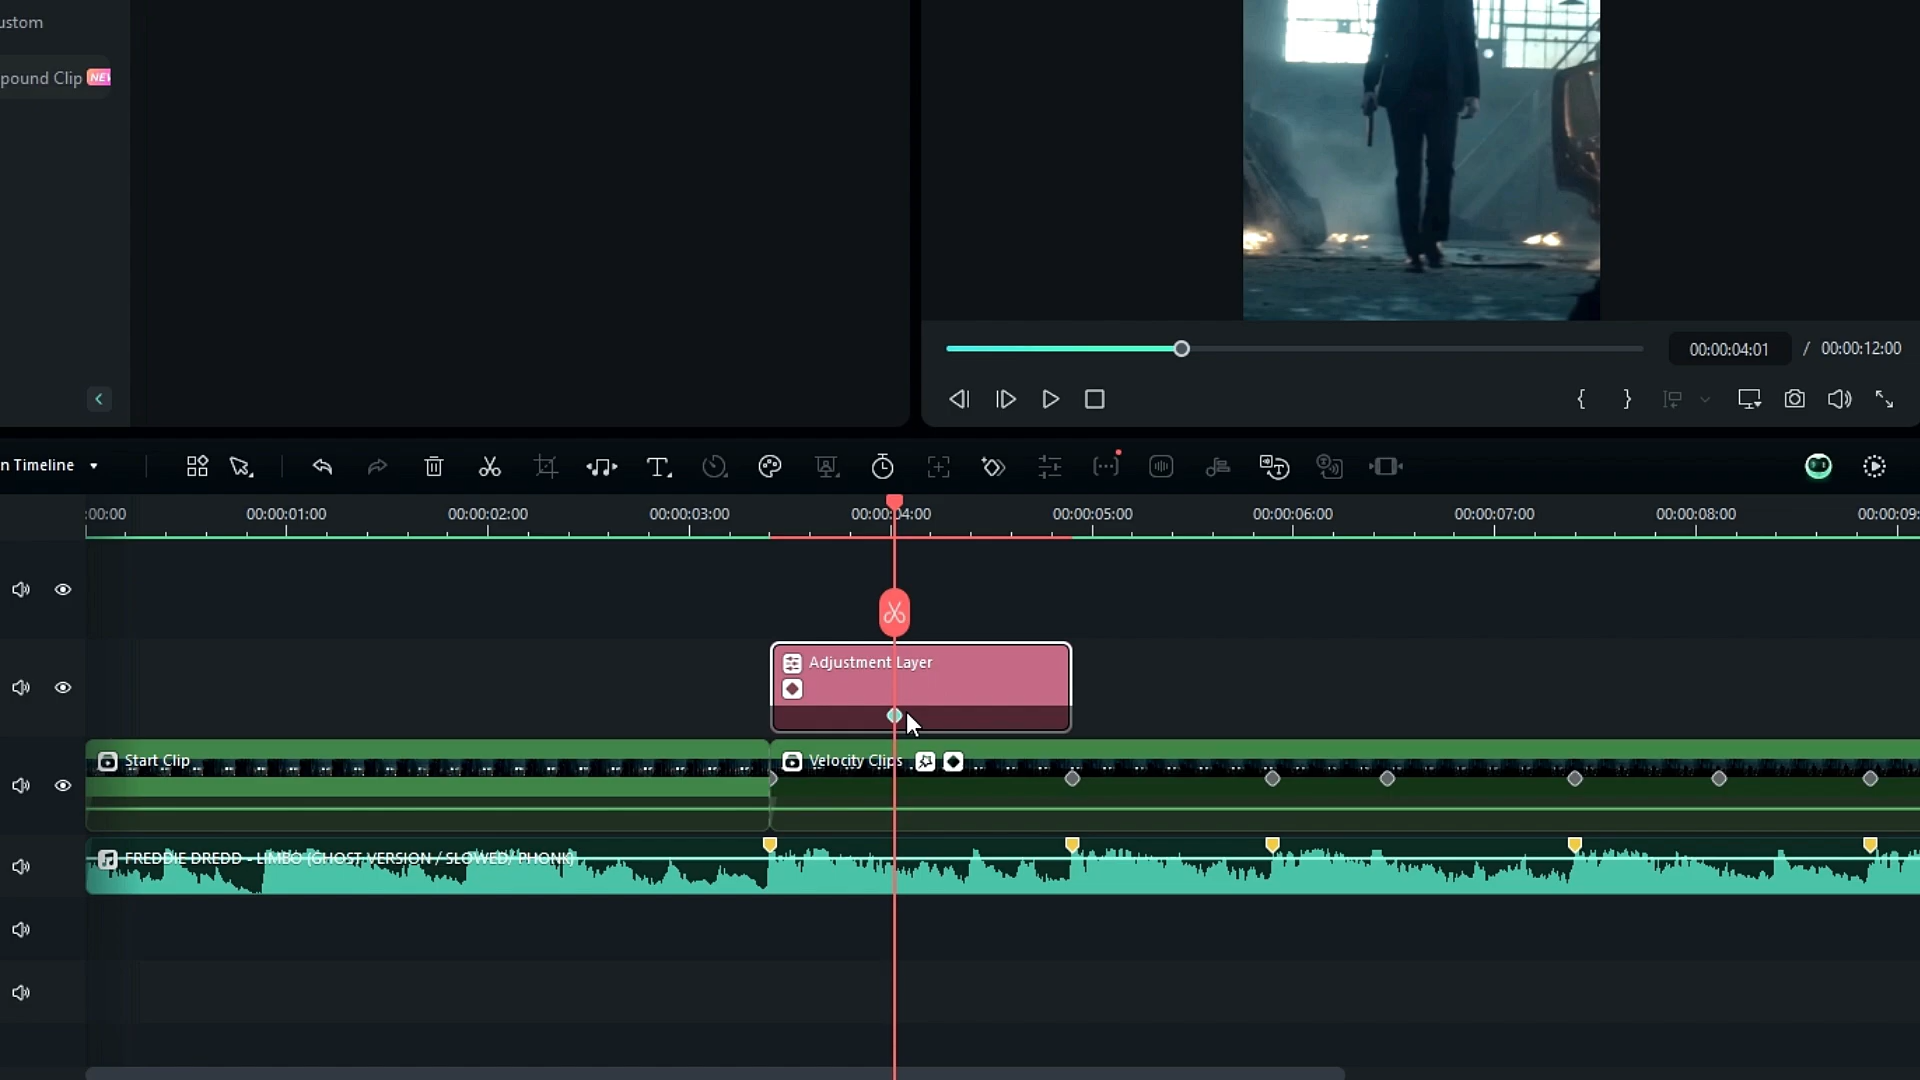 ustom
pound Clip NEW
00:00:04:01 / 00:00:12:00
n Timeline
:00:00 00:00:01:00 00:00:02:00 00:00:03:00 00:00:04:00 00:00:05:00 00:00:06:00 00:00:07:00 00:00:08:00 00:00:09:
Adjustment Layer
Start Clip
Velocity Clips
FREDDIE DREDD - LIMBO (GHOST VERSION / SLOWED/ PHONK)